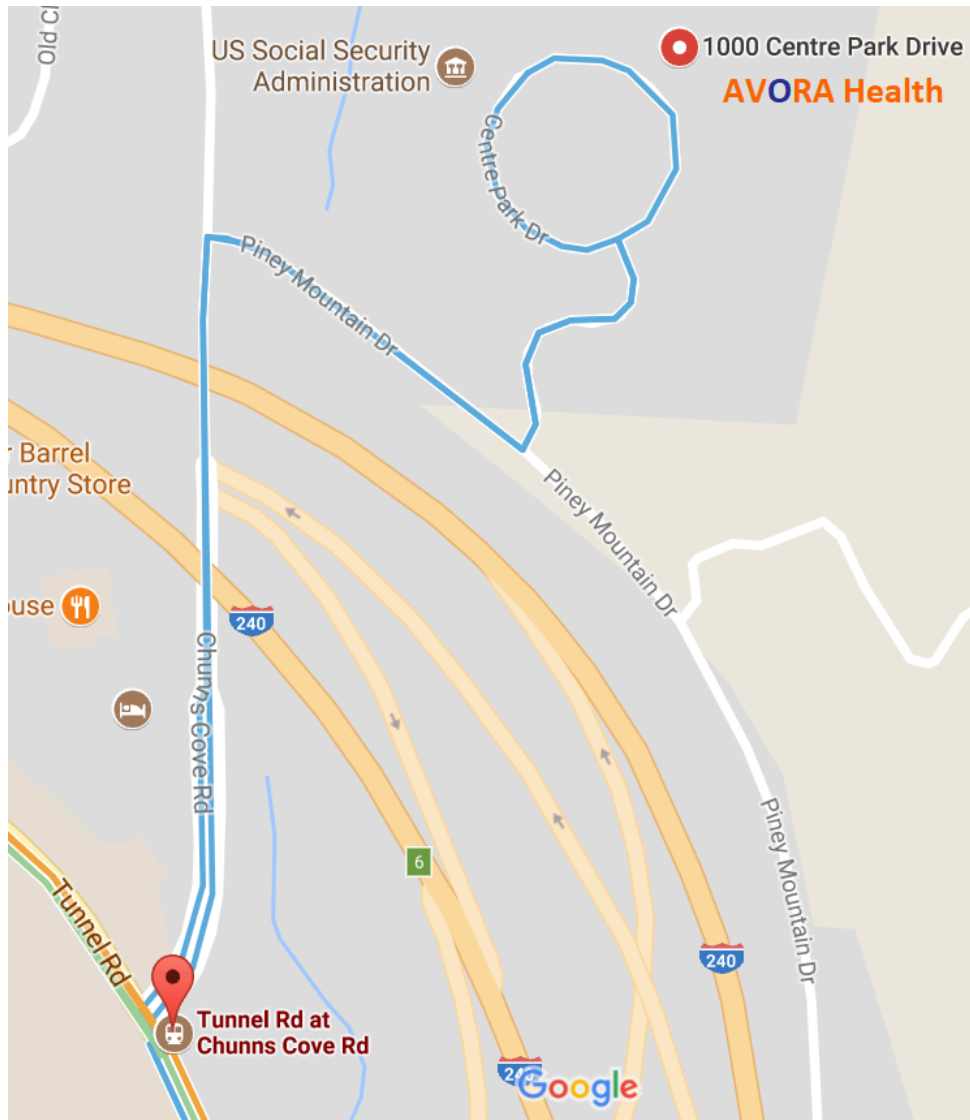 Old Cl
US Social Security
Administration
1000 Centre Park Drive
AVORA Health
Centre Park Dr
Piney Mountain Dr
r Barrel
untry Store
Piney Mountain Dr
ouse
240
Chunns Cove Rd
Piney Mountain Dr
6
Tunnel Rd
240
Tunnel Rd at
Chunns Cove Rd
240
Google